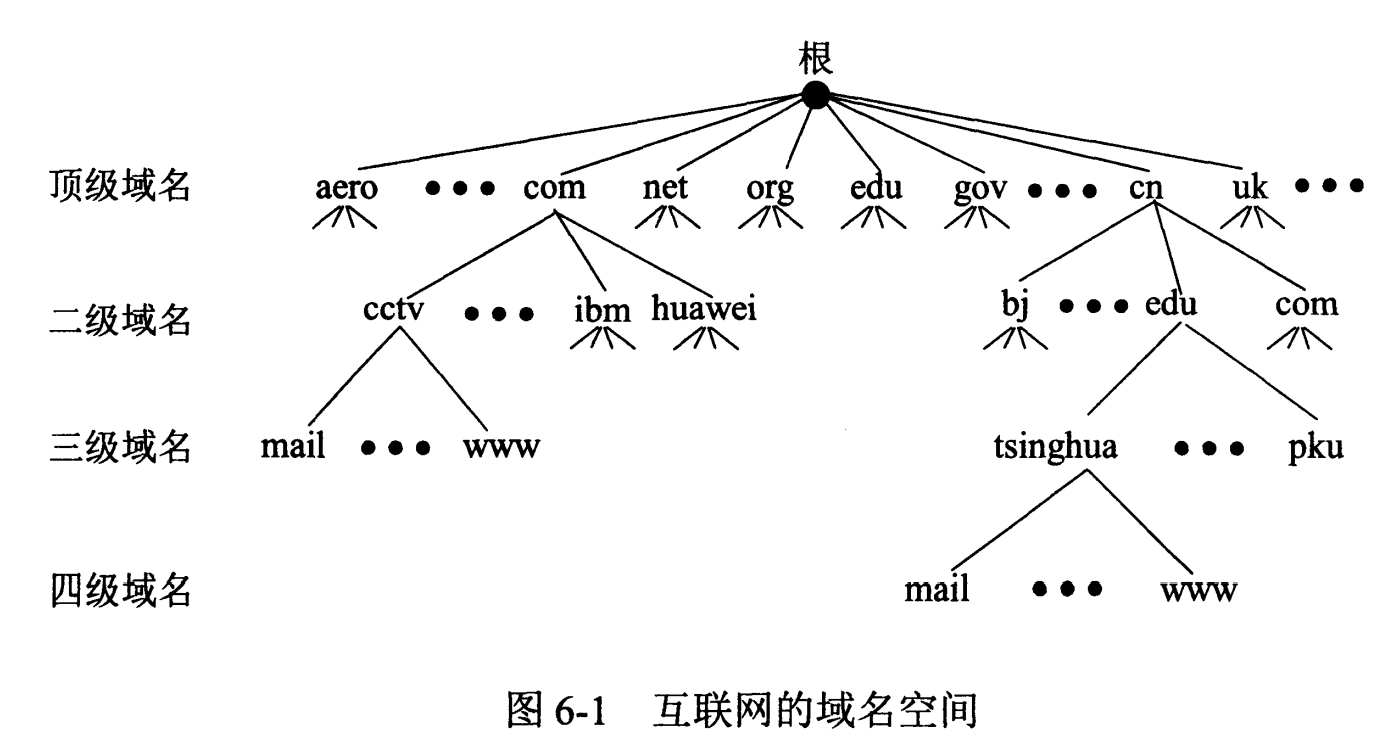 根
顶级域名 aero ••• com net org edu gov ••• cn uk •••
二级域名 cctv ••• ibm huawei bj ••• edu com
三级域名 mail ••• www tsinghua ••• pku
四级域名 mail ••• www
图 6-1 互联网的域名空间